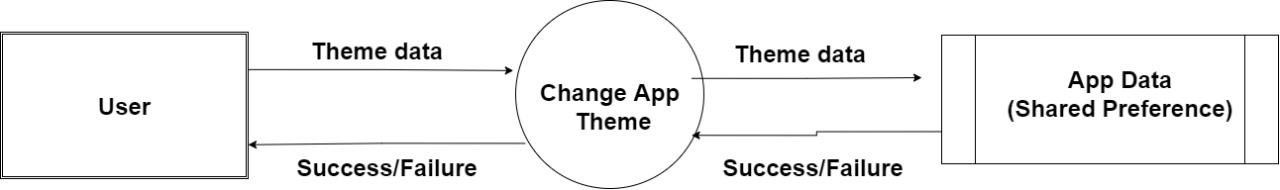 Theme data
Theme data
User
Change App
Theme
App Data
(Shared Preference)
Success/Failure
Success/Failure